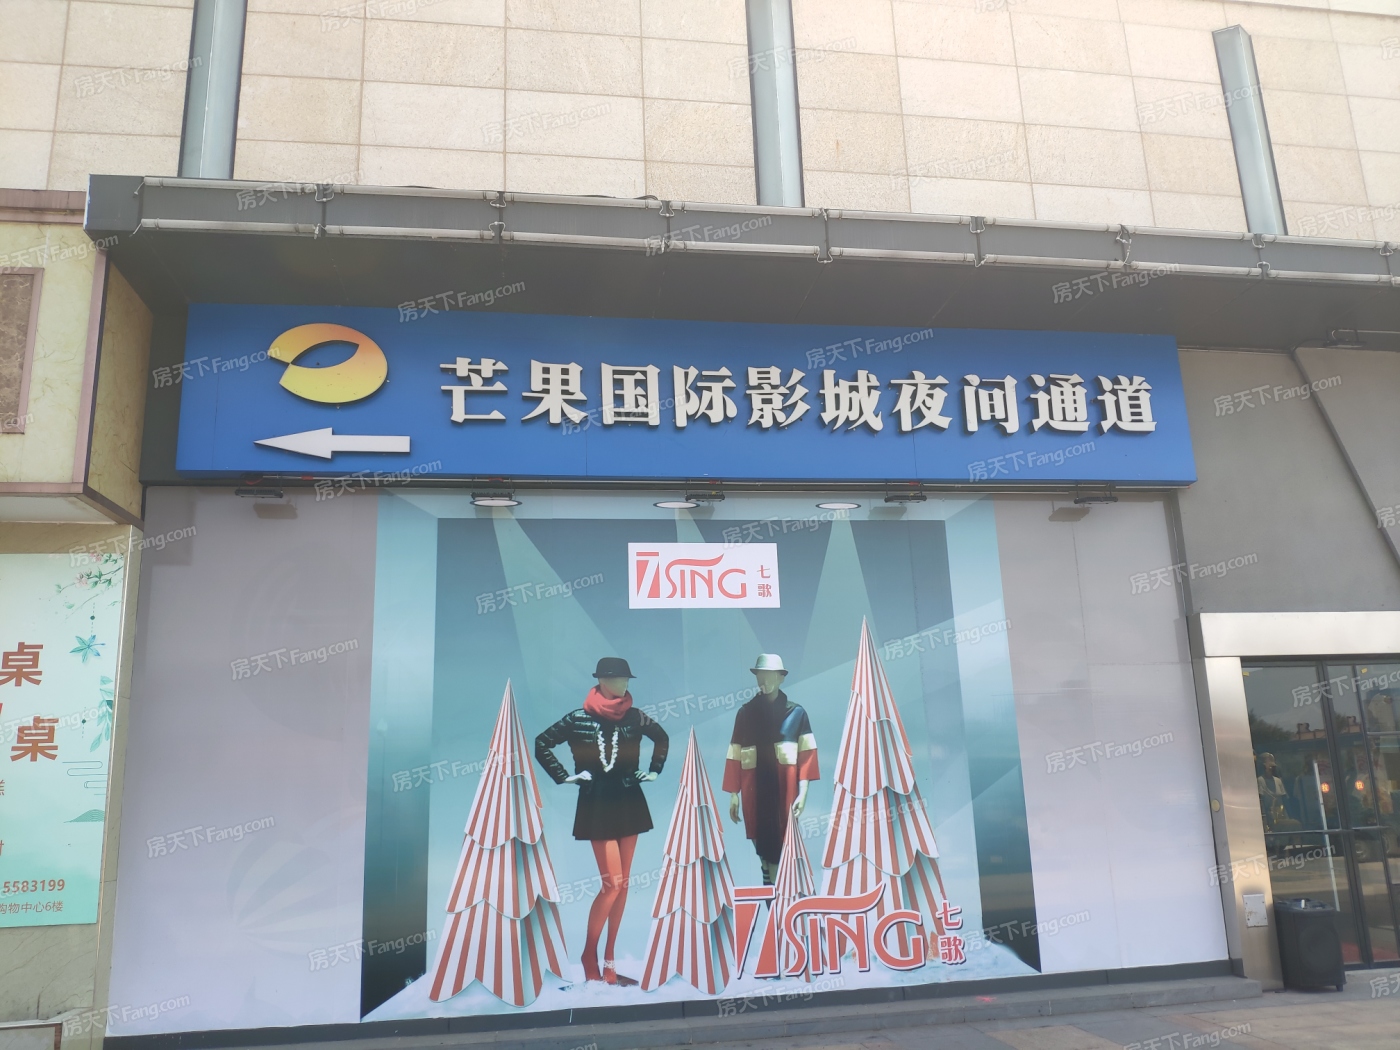 芒果国际影城夜间通道
7SING 七歌
桌
桌
5583199
购物中心6楼
7SING 七歌
房天下Fang.com